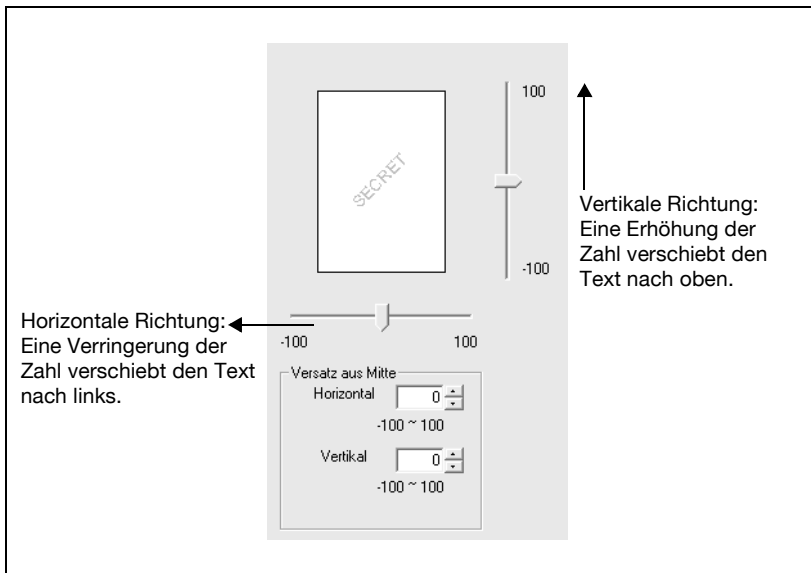 100
SECRET
Vertikale Richtung:
Eine Erhöhung der
Zahl verschiebt den
Text nach oben.
-100
Horizontale Richtung:
Eine Verringerung der
Zahl verschiebt den Text
nach links.
-100 100
Versatz aus Mitte
Horizontal 0
-100 ~ 100
Vertikal 0
-100 ~ 100